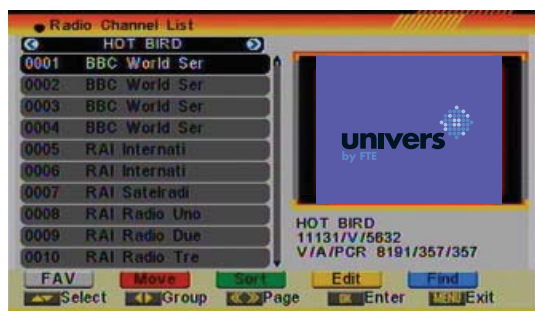 Radio Channel List
HOT BIRD
0001 BBC World Ser
0002 BBC World Ser
0003 BBC World Ser
0004 BBC World Ser
0005 RAI Internati
0006 RAI Internati
0007 RAI Satelradi
0008 RAI Radio Uno
0009 RAI Radio Due
0010 RAI Radio Tre
univers
by FTE
HOT BIRD
11131/V/5632
V/A/PCR 8191/357/357
FAV Move Sort Edit Find
Select Group Page OK Enter MENU Exit